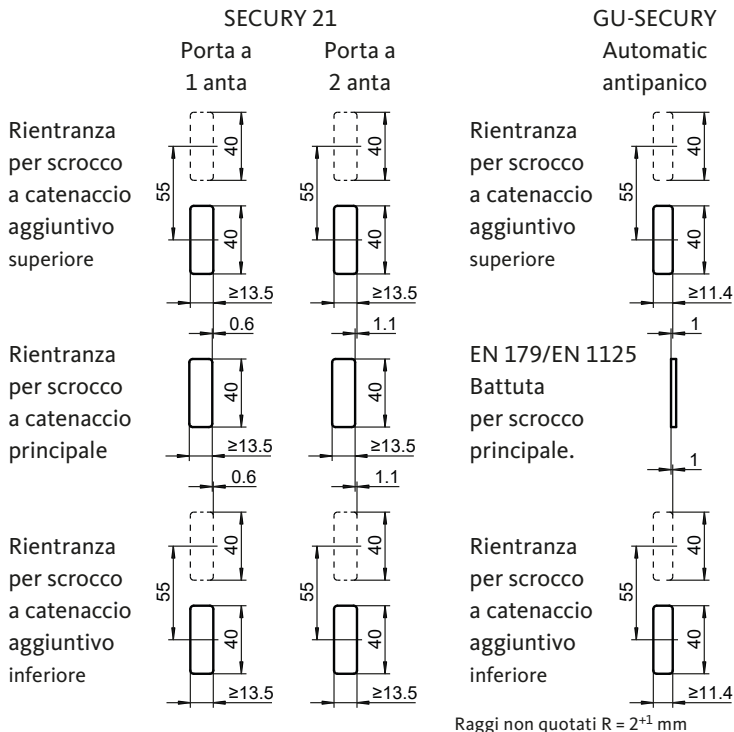 SECURY 21
GU-SECURY
Porta a
1 anta
Porta a
2 anta
Automatic
antipanico
Rientranza
per scrocco
a catenaccio
aggiuntivo
superiore
55
40
40
≥13.5
0.6
55
40
40
≥13.5
1.1
Rientranza
per scrocco
a catenaccio
aggiuntivo
superiore
55
40
40
≥11.4
1
Rientranza
per scrocco
a catenaccio
principale
40
≥13.5
0.6
40
≥13.5
1.1
EN 179/EN 1125
Battuta
per scrocco
principale.
1
Rientranza
per scrocco
a catenaccio
aggiuntivo
inferiore
55
40
40
≥13.5
55
40
40
≥13.5
Rientranza
per scrocco
a catenaccio
aggiuntivo
inferiore
55
40
40
≥11.4
Raggi non quotati R = 2⁺¹ mm